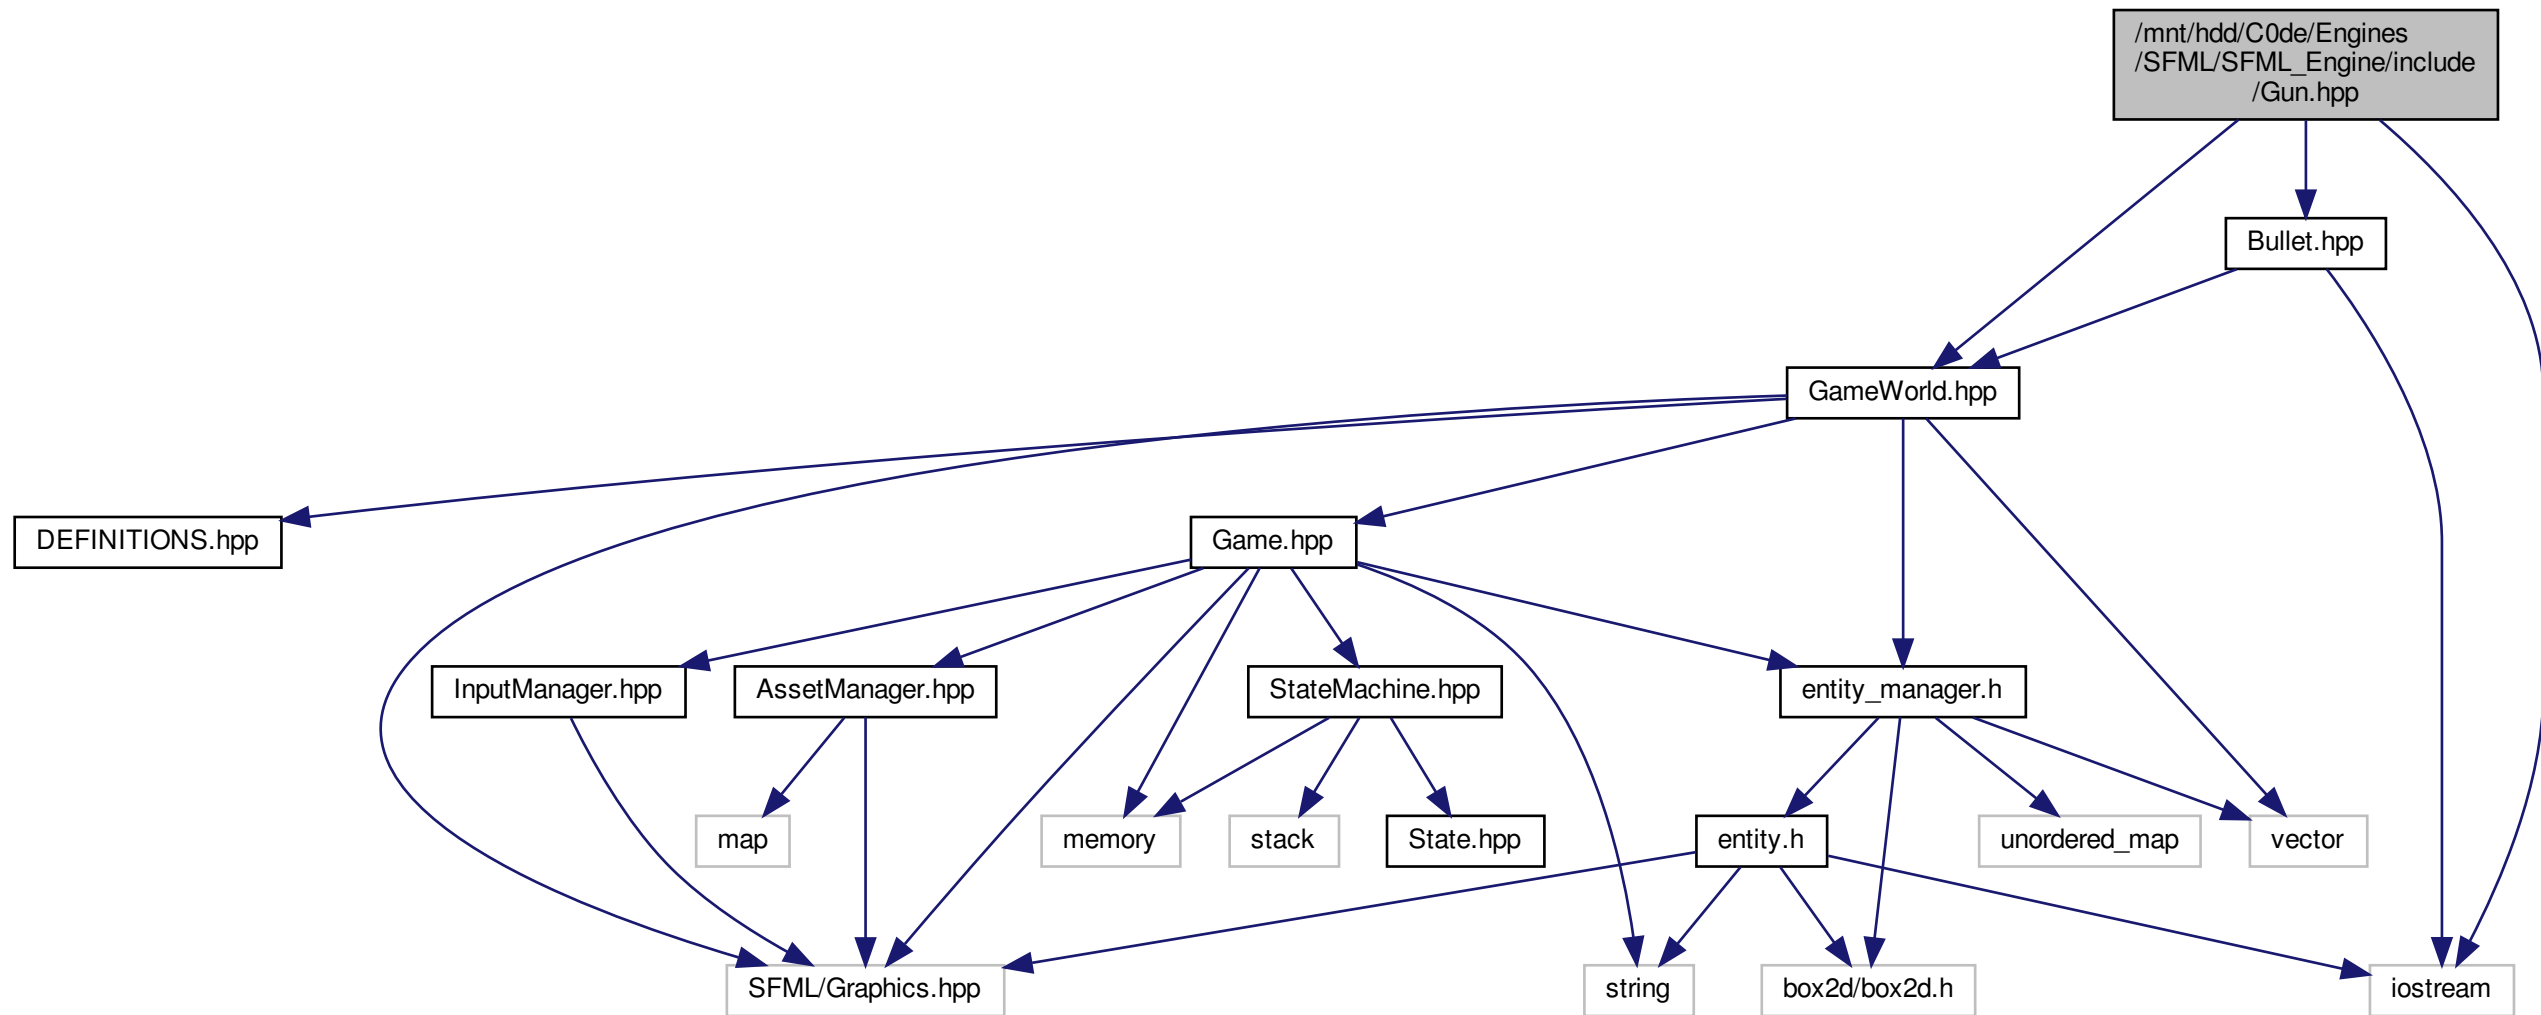 /mnt/hdd/C0de/Engines
/SFML/SFML_Engine/include
/Gun.hpp
Bullet.hpp
GameWorld.hpp
DEFINITIONS.hpp
Game.hpp
InputManager.hpp
AssetManager.hpp
StateMachine.hpp
entity_manager.h
map
memory
stack
State.hpp
entity.h
unordered_map
vector
SFML/Graphics.hpp
string
box2d/box2d.h
iostream